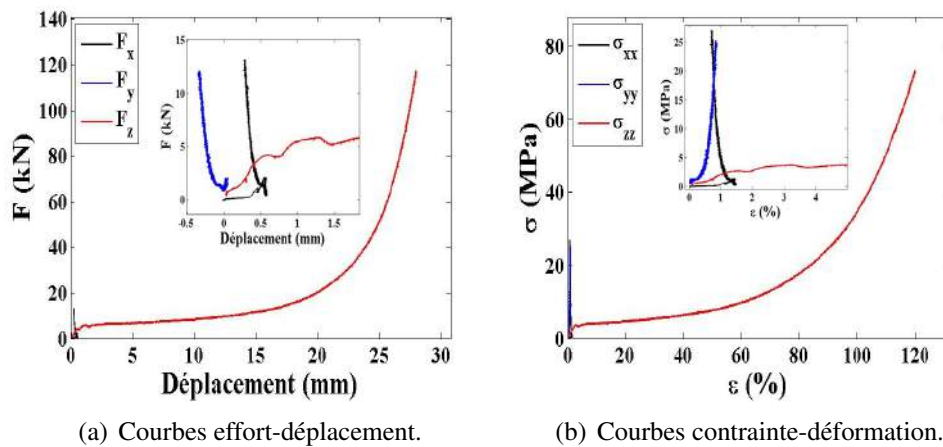 140
120
100
80
60
40
20
0
F (kN)
0 5 10 15 20 25 30
Déplacement (mm)
F_x
F_y
F_z
15
10
5
0
F (kN)
-0.5 0 0.5 1 1.5
Déplacement (mm)
(a) Courbes effort-déplacement.
80
60
40
20
0
σ (MPa)
0 20 40 60 80 100 120
ε (%)
σ_xx
σ_yy
σ_zz
25
20
15
10
5
0
σ (MPa)
0 1 2 3 4
ε (%)
(b) Courbes contrainte-déformation.